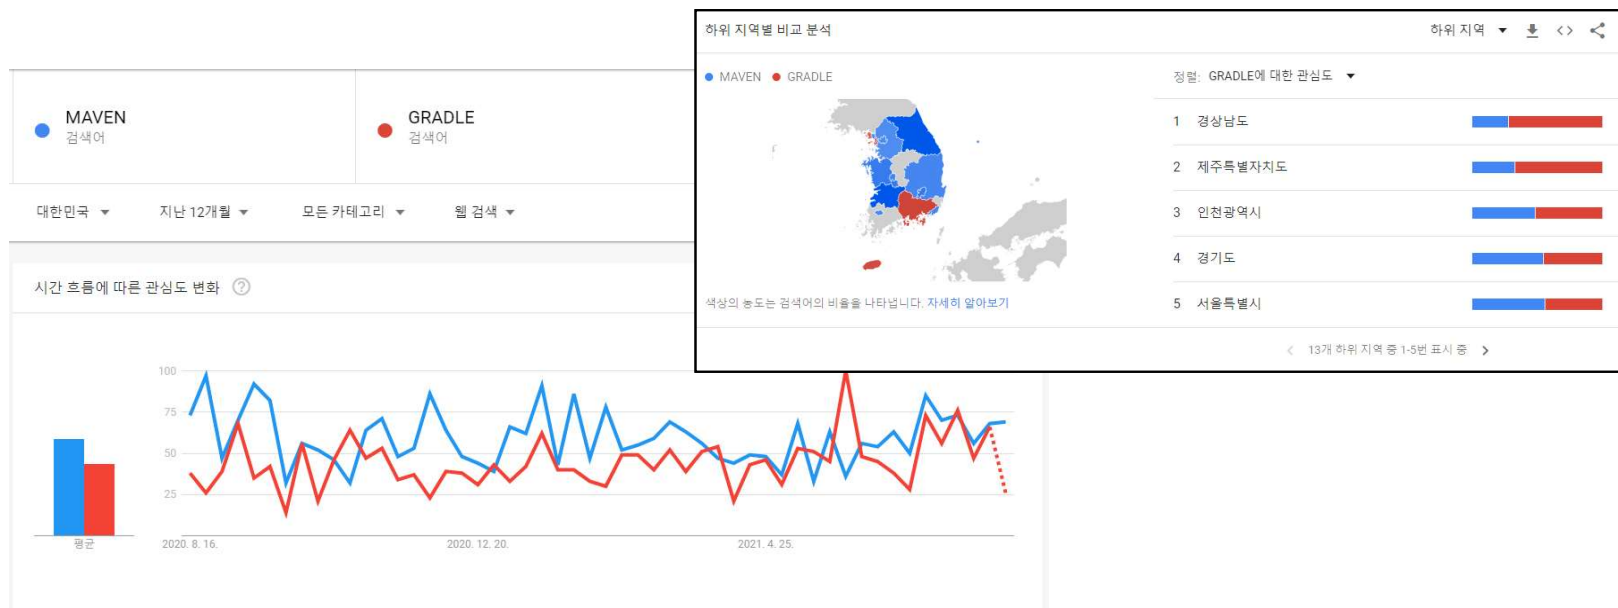 MAVEN
검색어
GRADLE
검색어
대한민국
지난 12개월
모든 카테고리
웹 검색
시간 흐름에 따른 관심도 변화
?
100
75
50
25
평균
2020. 8. 16.
2020. 12. 20.
2021. 4. 25.
하위 지역별 비교 분석
하위 지역
MAVEN
GRADLE
색상의 농도는 검색어의 비율을 나타냅니다. 자세히 알아보기
정렬: GRADLE에 대한 관심도
1 경상남도
2 제주특별자치도
3 인천광역시
4 경기도
5 서울특별시
13개 하위 지역 중 1-5번 표시 중